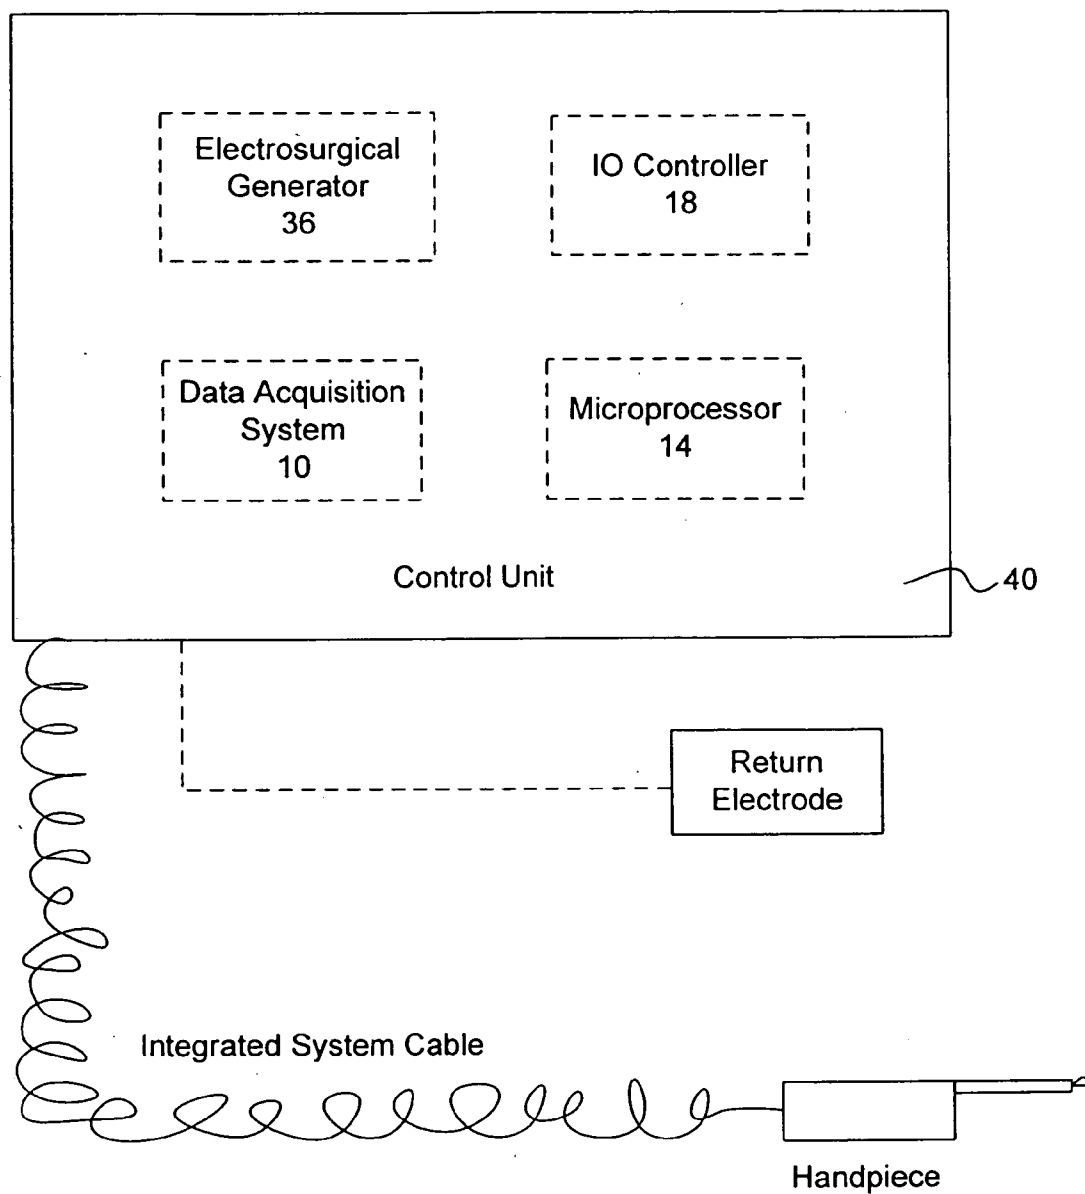 Electrosurgical
Generator
36
IO Controller
18
Data Acquisition
System
10
Microprocessor
14
Control Unit
40
Return
Electrode
Integrated System Cable
Handpiece